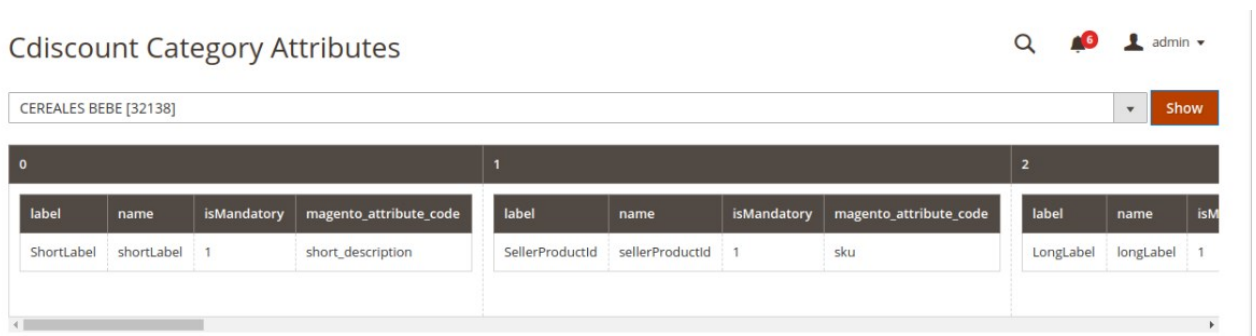 Cdiscount Category Attributes
6
admin
CEREALES BEBE [32138]
Show
0 1 2
label name isMandatory magento_attribute_code label name isMandatory magento_attribute_code label name isM
ShortLabel shortLabel 1 short_description SellerProductId sellerProductId 1 sku LongLabel longLabel 1